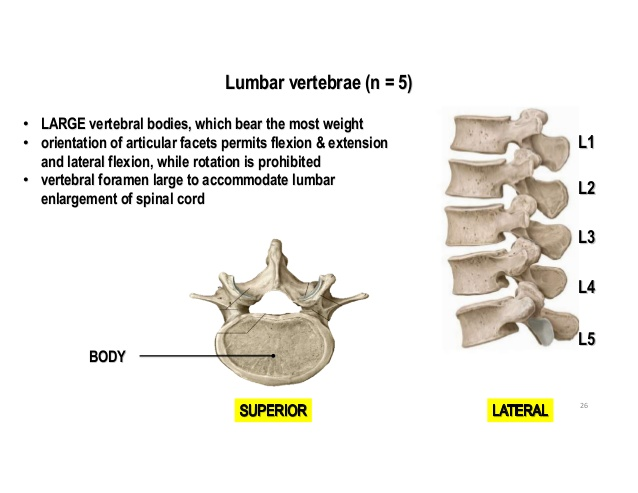 Lumbar vertebrae (n = 5)
• LARGE vertebral bodies, which bear the most weight
• orientation of articular facets permits flexion & extension
and lateral flexion, while rotation is prohibited
• vertebral foramen large to accommodate lumbar
enlargement of spinal cord
L1
L2
L3
L4
L5
BODY
SUPERIOR
LATERAL
26